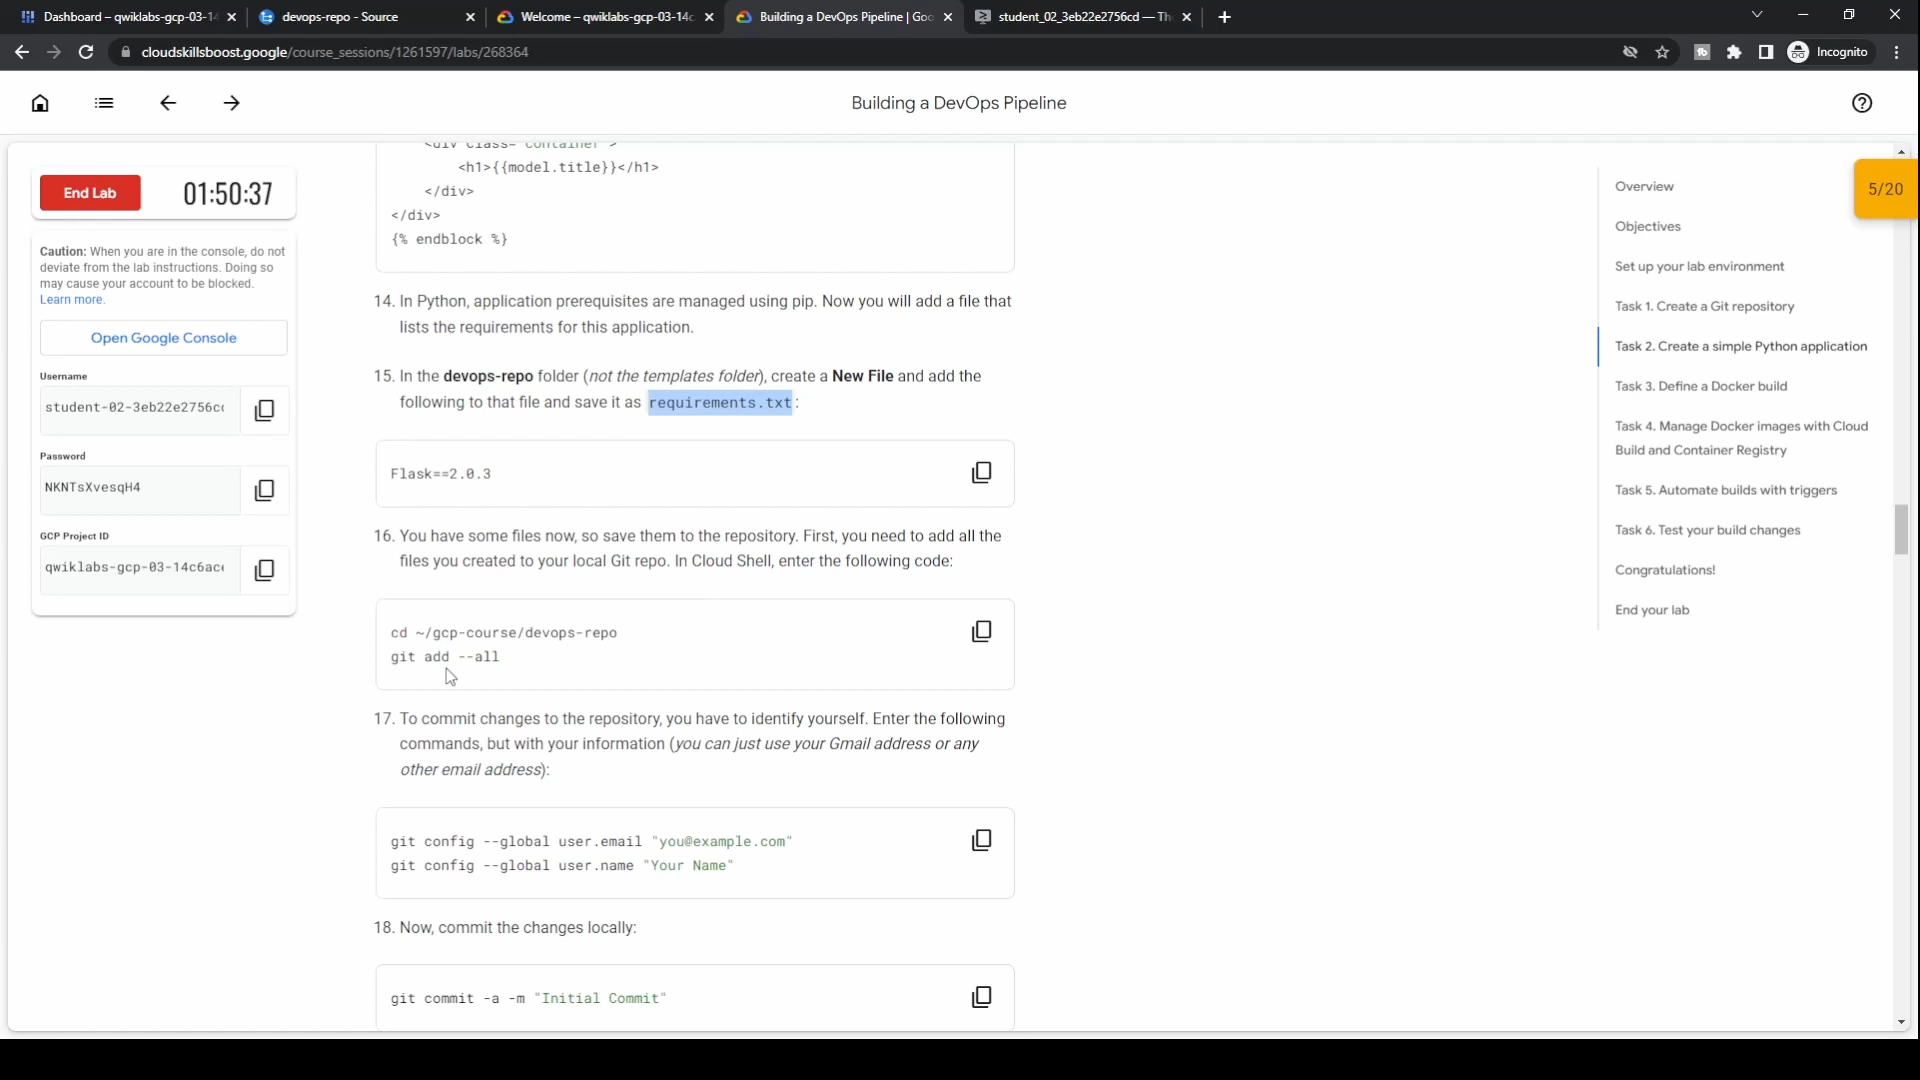 Dashboard – qwiklabs-gcp-03-14
devops-repo - Source
Welcome – qwiklabs-gcp-03-14c
Building a DevOps Pipeline | Goo
student_02_3eb22e2756cd — Th
cloudskillsboost.google/course_sessions/1261597/labs/268364
Incognito
Building a DevOps Pipeline
End Lab
01:50:37
Caution: When you are in the console, do not
deviate from the lab instructions. Doing so
may cause your account to be blocked.
Learn more.
Open Google Console
Username
student-02-3eb22e2756cc
Password
NKNTsXvesqH4
GCP Project ID
qwiklabs-gcp-03-14c6ace
<div class="container">
<h1>{{model.title}}</h1>
</div>
</div>
{% endblock %}
14. In Python, application prerequisites are managed using pip. Now you will add a file that
lists the requirements for this application.
15. In the devops-repo folder (not the templates folder), create a New File and add the
following to that file and save it as requirements.txt :
Flask==2.0.3
16. You have some files now, so save them to the repository. First, you need to add all the
files you created to your local Git repo. In Cloud Shell, enter the following code:
cd ~/gcp-course/devops-repo
git add --all
17. To commit changes to the repository, you have to identify yourself. Enter the following
commands, but with your information (you can just use your Gmail address or any
other email address):
git config --global user.email "you@example.com"
git config --global user.name "Your Name"
18. Now, commit the changes locally:
git commit -a -m "Initial Commit"
5/20
Overview
Objectives
Set up your lab environment
Task 1. Create a Git repository
Task 2. Create a simple Python application
Task 3. Define a Docker build
Task 4. Manage Docker images with Cloud
Build and Container Registry
Task 5. Automate builds with triggers
Task 6. Test your build changes
Congratulations!
End your lab